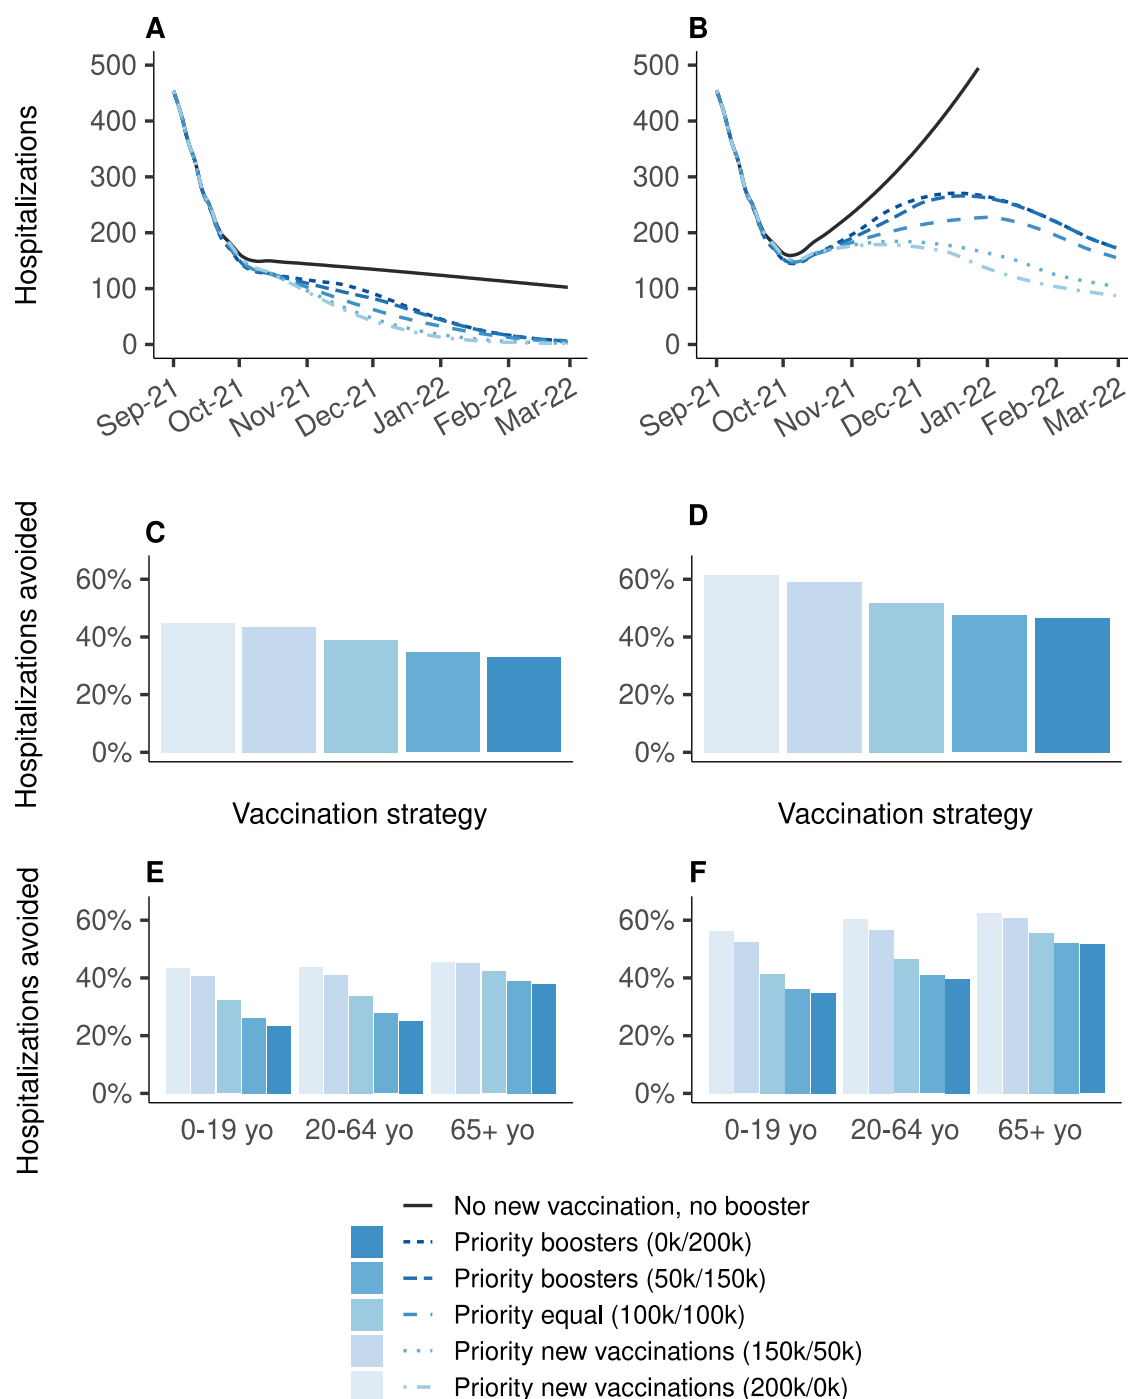 A
B
Hospitalizations
500
400
300
200
100
0
Sep-21
Oct-21
Nov-21
Dec-21
Jan-22
Feb-22
Mar-22
500
400
300
200
100
0
Sep-21
Oct-21
Nov-21
Dec-21
Jan-22
Feb-22
Mar-22
C
D
Hospitalizations avoided
60%
40%
20%
0%
Vaccination strategy
60%
40%
20%
0%
Vaccination strategy
E
F
Hospitalizations avoided
60%
40%
20%
0%
0-19 yo
20-64 yo
65+ yo
60%
40%
20%
0%
0-19 yo
20-64 yo
65+ yo
No new vaccination, no booster
Priority boosters (0k/200k)
Priority boosters (50k/150k)
Priority equal (100k/100k)
Priority new vaccinations (150k/50k)
Priority new vaccinations (200k/0k)